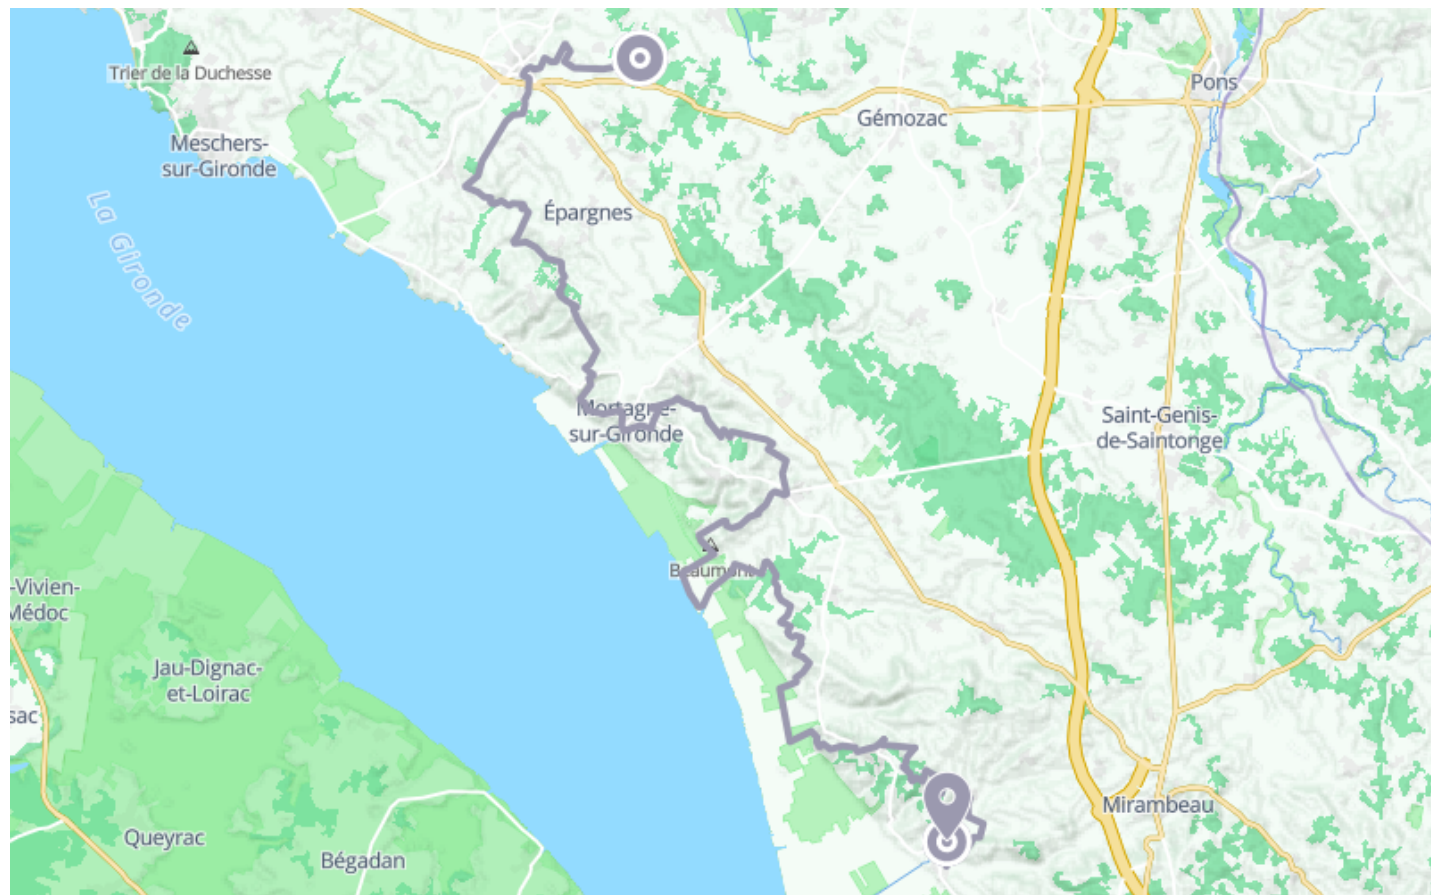 Trier de la Duchesse
Pons
Gémozac
Meschers-
sur-Gironde
La Gironde
Épargnes
Mortagne-
sur-Gironde
Saint-Genis-
de-Saintonge
Beaumont
-Vivien-
Médoc
Jau-Dignac-
et-Loirac
sac
Mirambeau
Queyrac
Bégadan